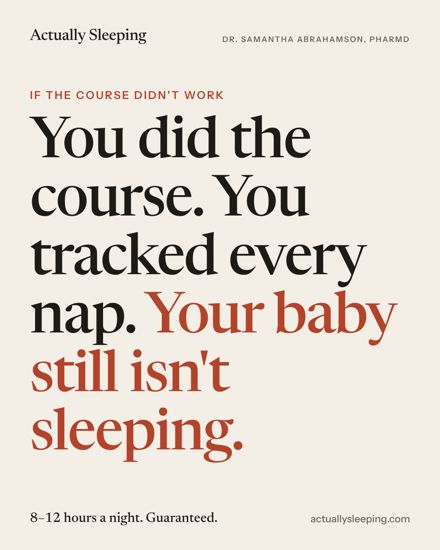 Actually Sleeping
DR. SAMANTHA ABRAHAMSON, PHARMD
IF THE COURSE DIDN'T WORK
You did the
course. You
tracked every
nap. Your baby
still isn't
sleeping.
8–12 hours a night. Guaranteed.
actuallysleeping.com